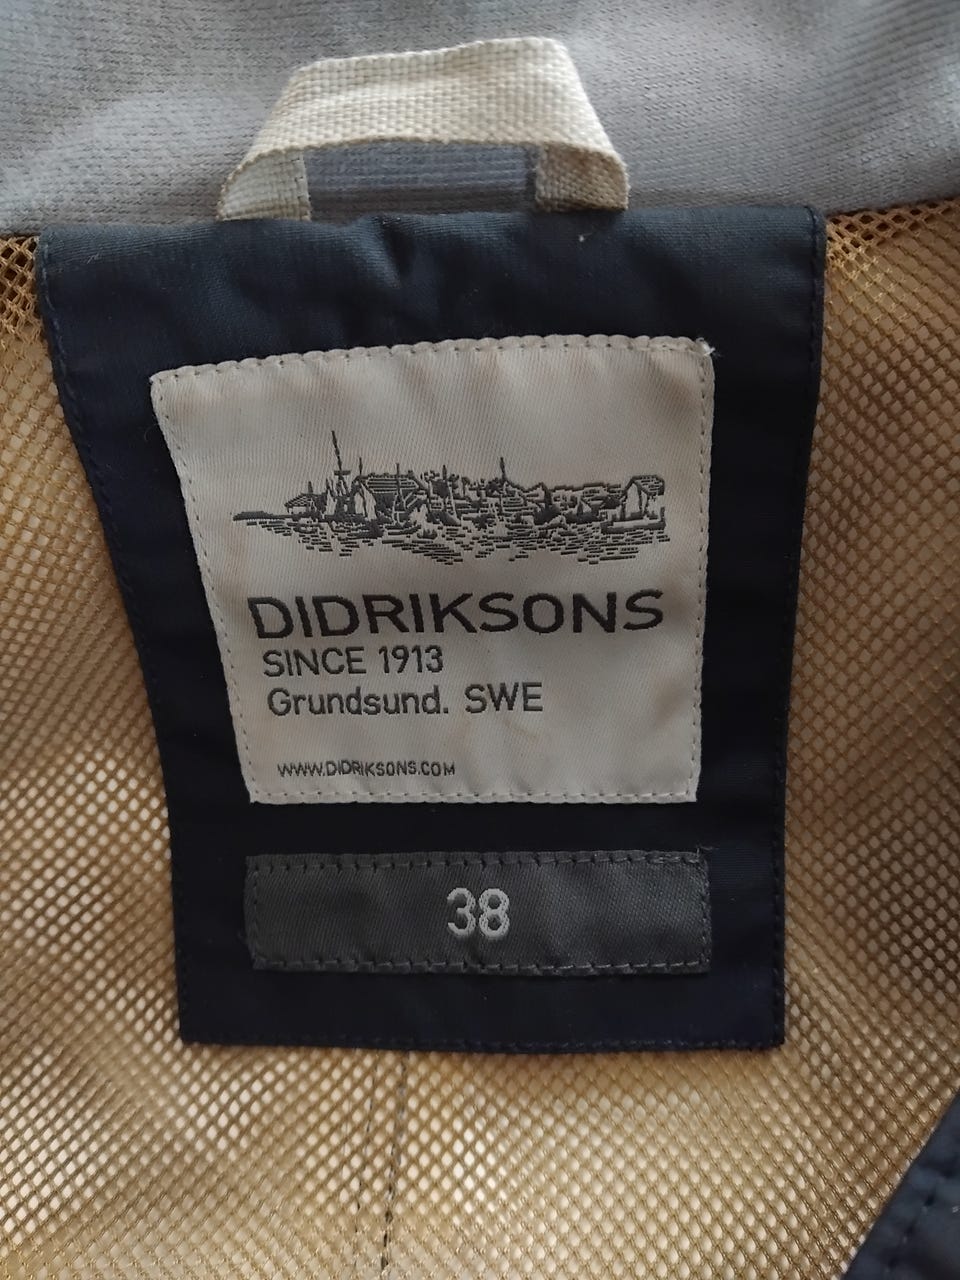 DIDRIKSONS
SINCE 1913
Grundsund. SWE
WWW.DIDRIKSONS.COM
38